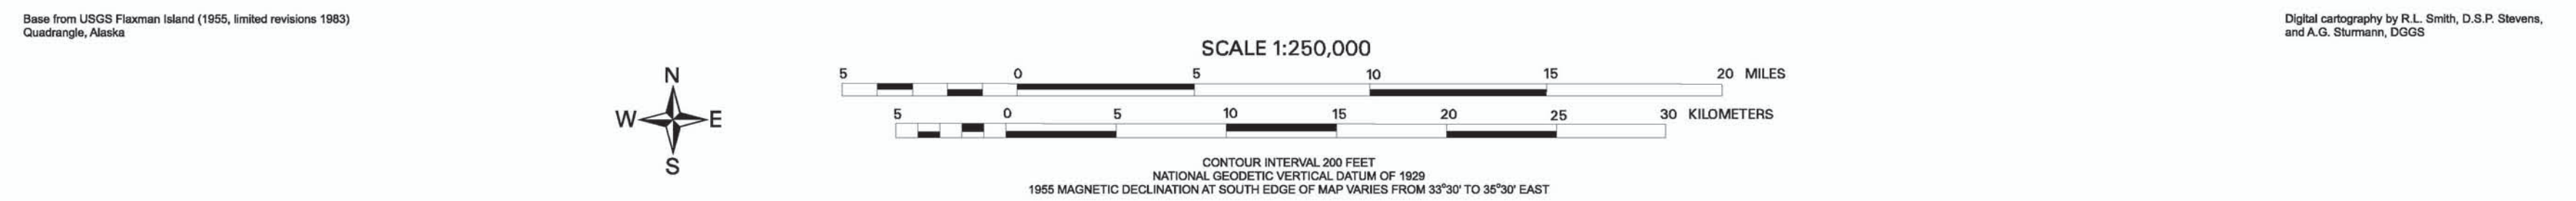 Base from USGS Flaxman Island (1955, limited revisions 1983)
Quadrangle, Alaska
Digital cartography by R.L. Smith, D.S.P. Stevens,
and A.G. Sturmann, DGGS
SCALE 1:250,000
N
W E
S
5 0 5 10 15 20 MILES
5 0 5 10 15 20 25 30 KILOMETERS
CONTOUR INTERVAL 200 FEET
NATIONAL GEODETIC VERTICAL DATUM OF 1929
1955 MAGNETIC DECLINATION AT SOUTH EDGE OF MAP VARIES FROM 33°30' TO 35°30' EAST